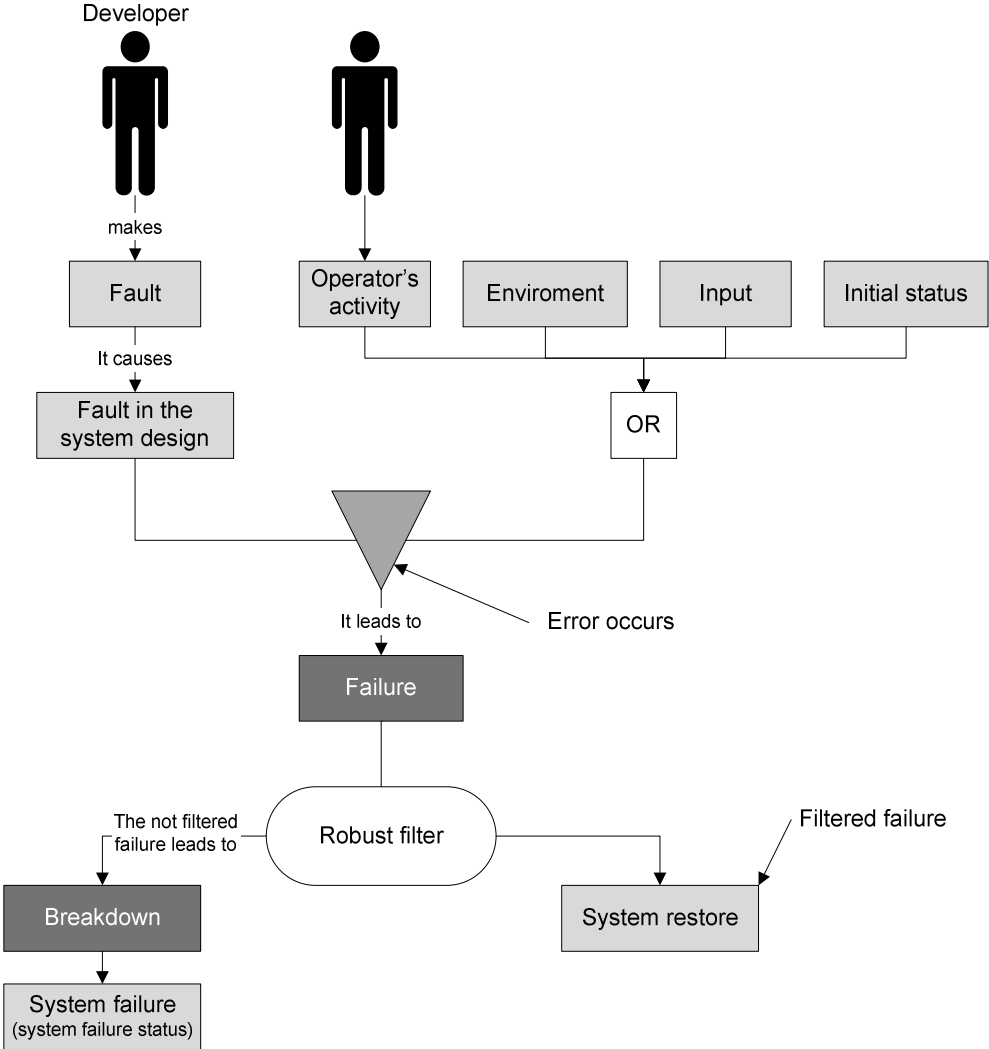 Developer
makes
Fault
Operator's
activity
Enviroment
Input
Initial status
It causes
Fault in the
system design
OR
It leads to
Error occurs
Failure
The not filtered
failure leads to
Robust filter
Filtered failure
Breakdown
System restore
System failure
(system failure status)